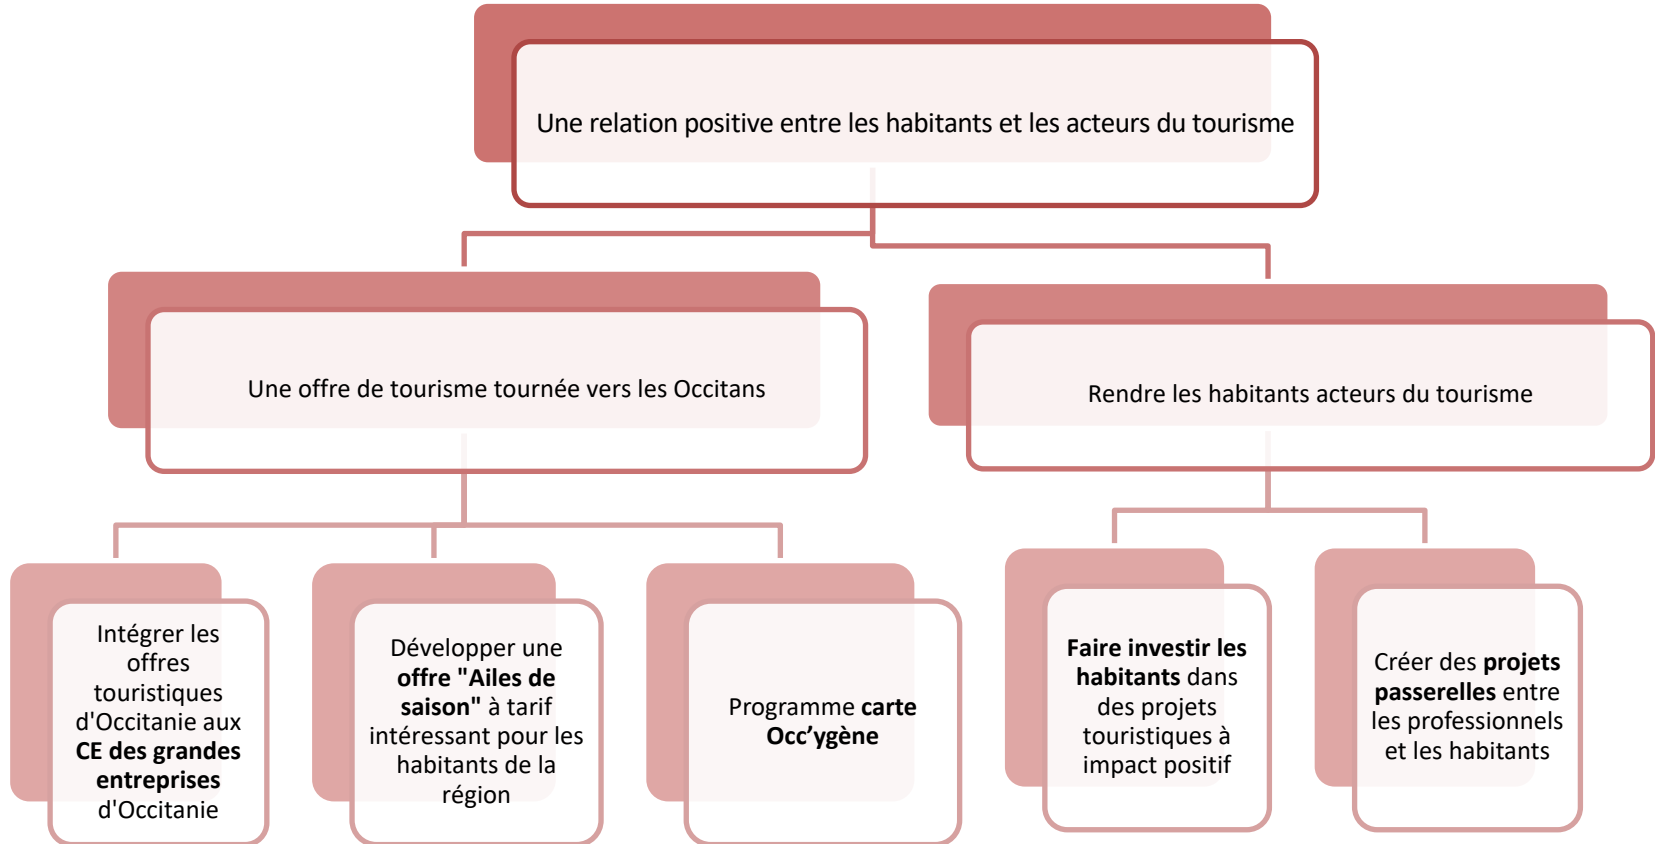 Une relation positive entre les habitants et les acteurs du tourisme
Une offre de tourisme tournée vers les Occitans
Rendre les habitants acteurs du tourisme
Intégrer les
offres
touristiques
d'Occitanie aux
CE des grandes
entreprises
d'Occitanie
Développer une
offre "Ailes de
saison" à tarif
intéressant pour les
habitants de la
région
Programme carte
Occ’ygène
Faire investir les
habitants dans
des projets
touristiques à
impact positif
Créer des projets
passerelles entre
les professionnels
et les habitants